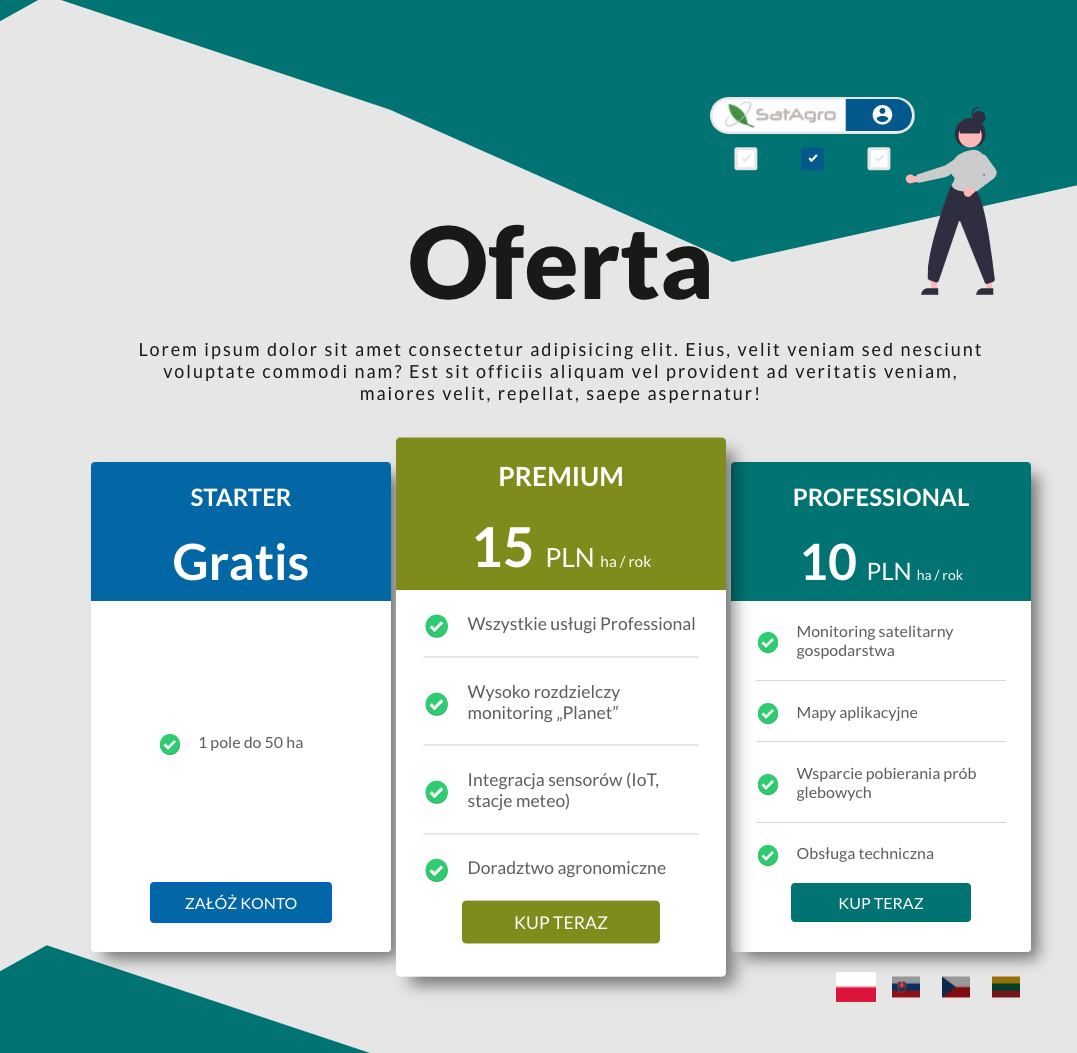 SatAgro
Oferta
Lorem ipsum dolor sit amet consectetur adipisicing elit. Eius, velit veniam sed nesciunt
voluptate commodi nam? Est sit officiis aliquam vel provident ad veritatis veniam,
maiores velit, repellat, saepe aspernatur!
STARTER
Gratis
1 pole do 50 ha
ZAŁÓŻ KONTO
PREMIUM
15 PLN ha / rok
Wszystkie usługi Professional
Wysoko rozdzielczy
monitoring „Planet”
Integracja sensorów (IoT,
stacje meteo)
Doradztwo agronomiczne
KUP TERAZ
PROFESSIONAL
10 PLN ha / rok
Monitoring satelitarny
gospodarstwa
Mapy aplikacyjne
Wsparcie pobierania prób
glebowych
Obsługa techniczna
KUP TERAZ